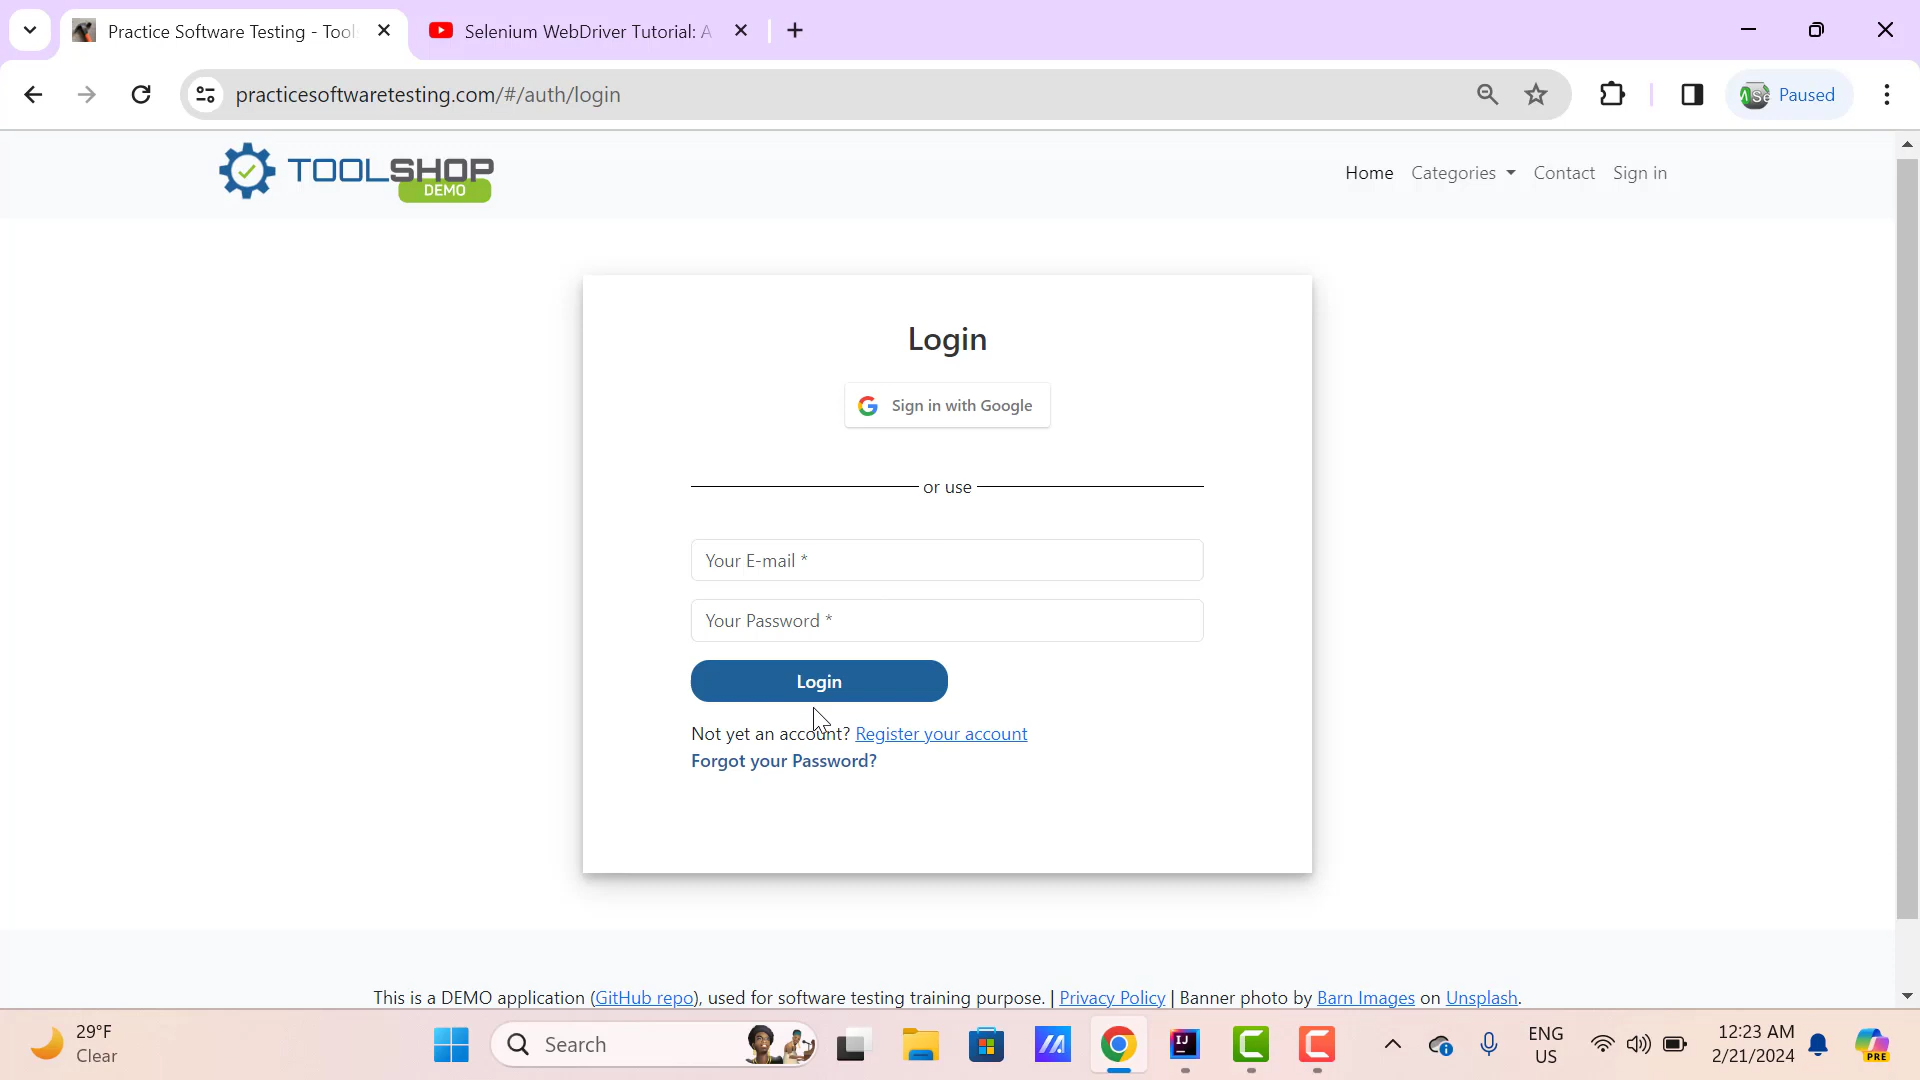 Practice Software Testing - Tool
Selenium WebDriver Tutorial: A
practicesoftwaretesting.com/#/auth/login
Paused
TOOLSHOP
DEMO
Home
Categories
Contact
Sign in
Login
Sign in with Google
or use
Your E-mail *
Your Password *
Login
Not yet an account? Register your account
Forgot your Password?
This is a DEMO application (GitHub repo), used for software testing training purpose. | Privacy Policy | Banner photo by Barn Images on Unsplash.
29°F
Clear
Search
IJ
ENG
US
12:23 AM
2/21/2024
PRE